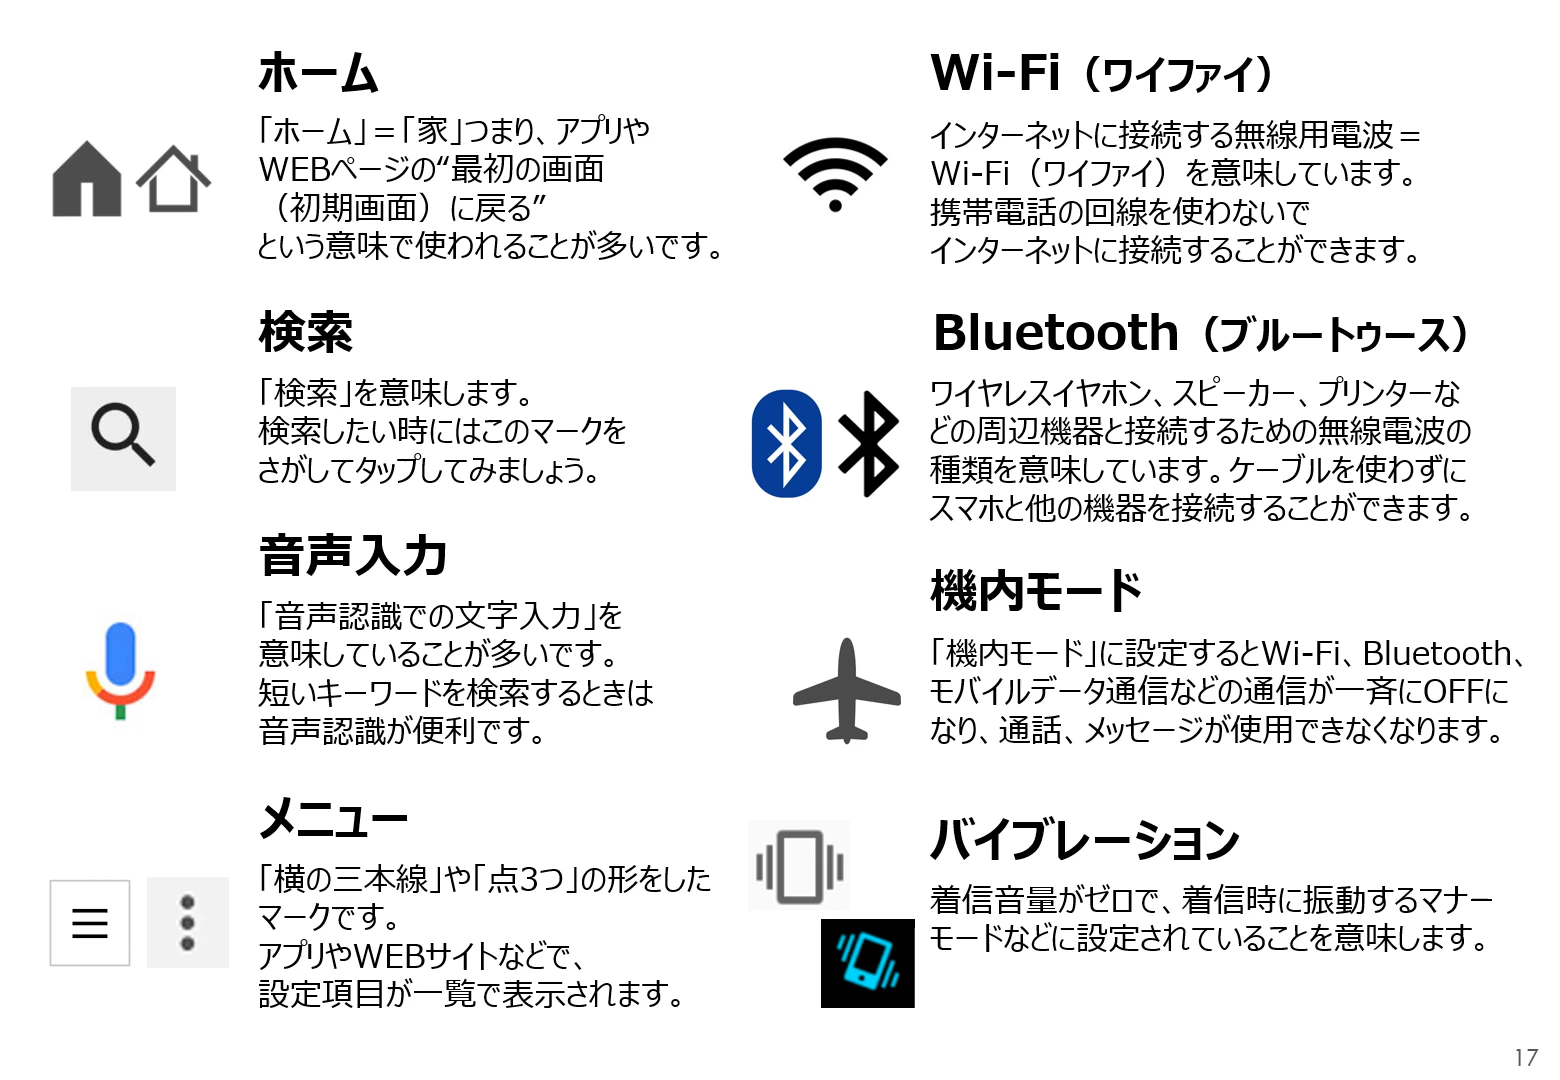 ホーム
「ホーム」＝「家」つまり、アプリや
WEBページの“最初の画面
（初期画面）に戻る”
という意味で使われることが多いです。
検索
「検索」を意味します。
検索したい時にはこのマークを
さがしてタップしてみましょう。
音声入力
「音声認識での文字入力」を
意味していることが多いです。
短いキーワードを検索するときは
音声認識が便利です。
メニュー
「横の三本線」や「点3つ」の形をした
マークです。
アプリやWEBサイトなどで、
設定項目が一覧で表示されます。
Wi-Fi（ワイファイ）
インターネットに接続する無線用電波＝
Wi-Fi（ワイファイ）を意味しています。
携帯電話の回線を使わないで
インターネットに接続することができます。
Bluetooth（ブルートゥース）
ワイヤレスイヤホン、スピーカー、プリンターな
どの周辺機器と接続するための無線電波の
種類を意味しています。ケーブルを使わずに
スマホと他の機器を接続することができます。
機内モード
「機内モード」に設定するとWi-Fi、Bluetooth、
モバイルデータ通信などの通信が一斉にOFFに
なり、通話、メッセージが使用できなくなります。
バイブレーション
着信音量がゼロで、着信時に振動するマナー
モードなどに設定されていることを意味します。
17